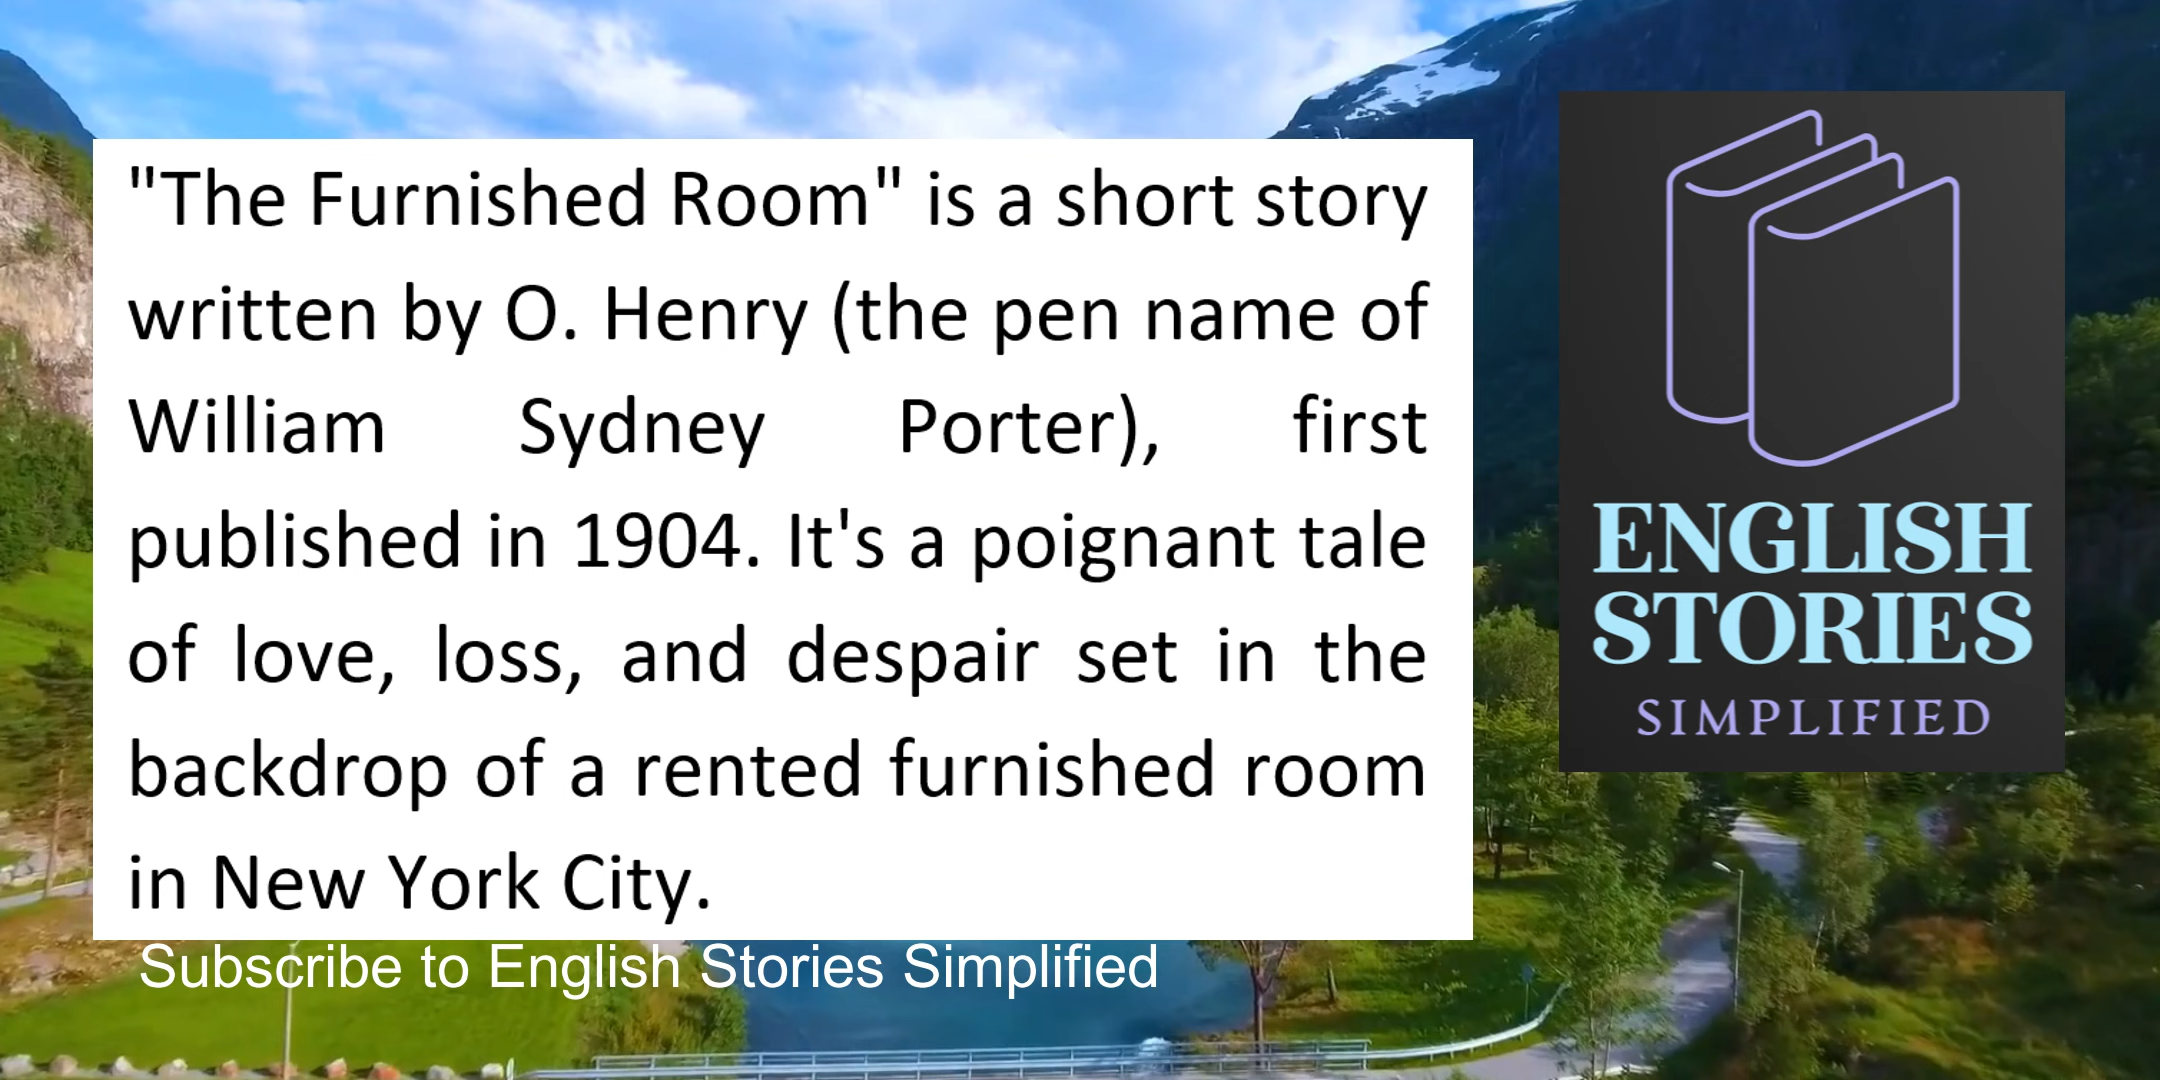 "The Furnished Room" is a short story
written by O. Henry (the pen name of
William Sydney Porter), first
published in 1904. It's a poignant tale
of love, loss, and despair set in the
backdrop of a rented furnished room
in New York City.
Subscribe to English Stories Simplified
ENGLISH
STORIES
SIMPLIFIED